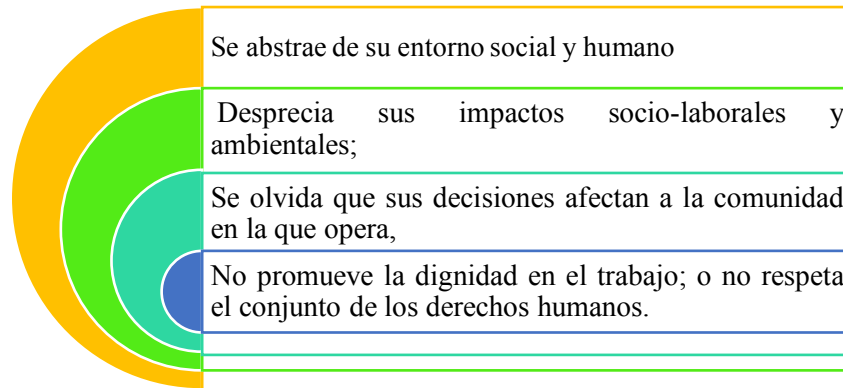 Se abstrae de su entorno social y humano
Desprecia sus impactos socio-laborales y
ambientales;
Se olvida que sus decisiones afectan a la comunidad
en la que opera,
No promueve la dignidad en el trabajo; o no respeta
el conjunto de los derechos humanos.